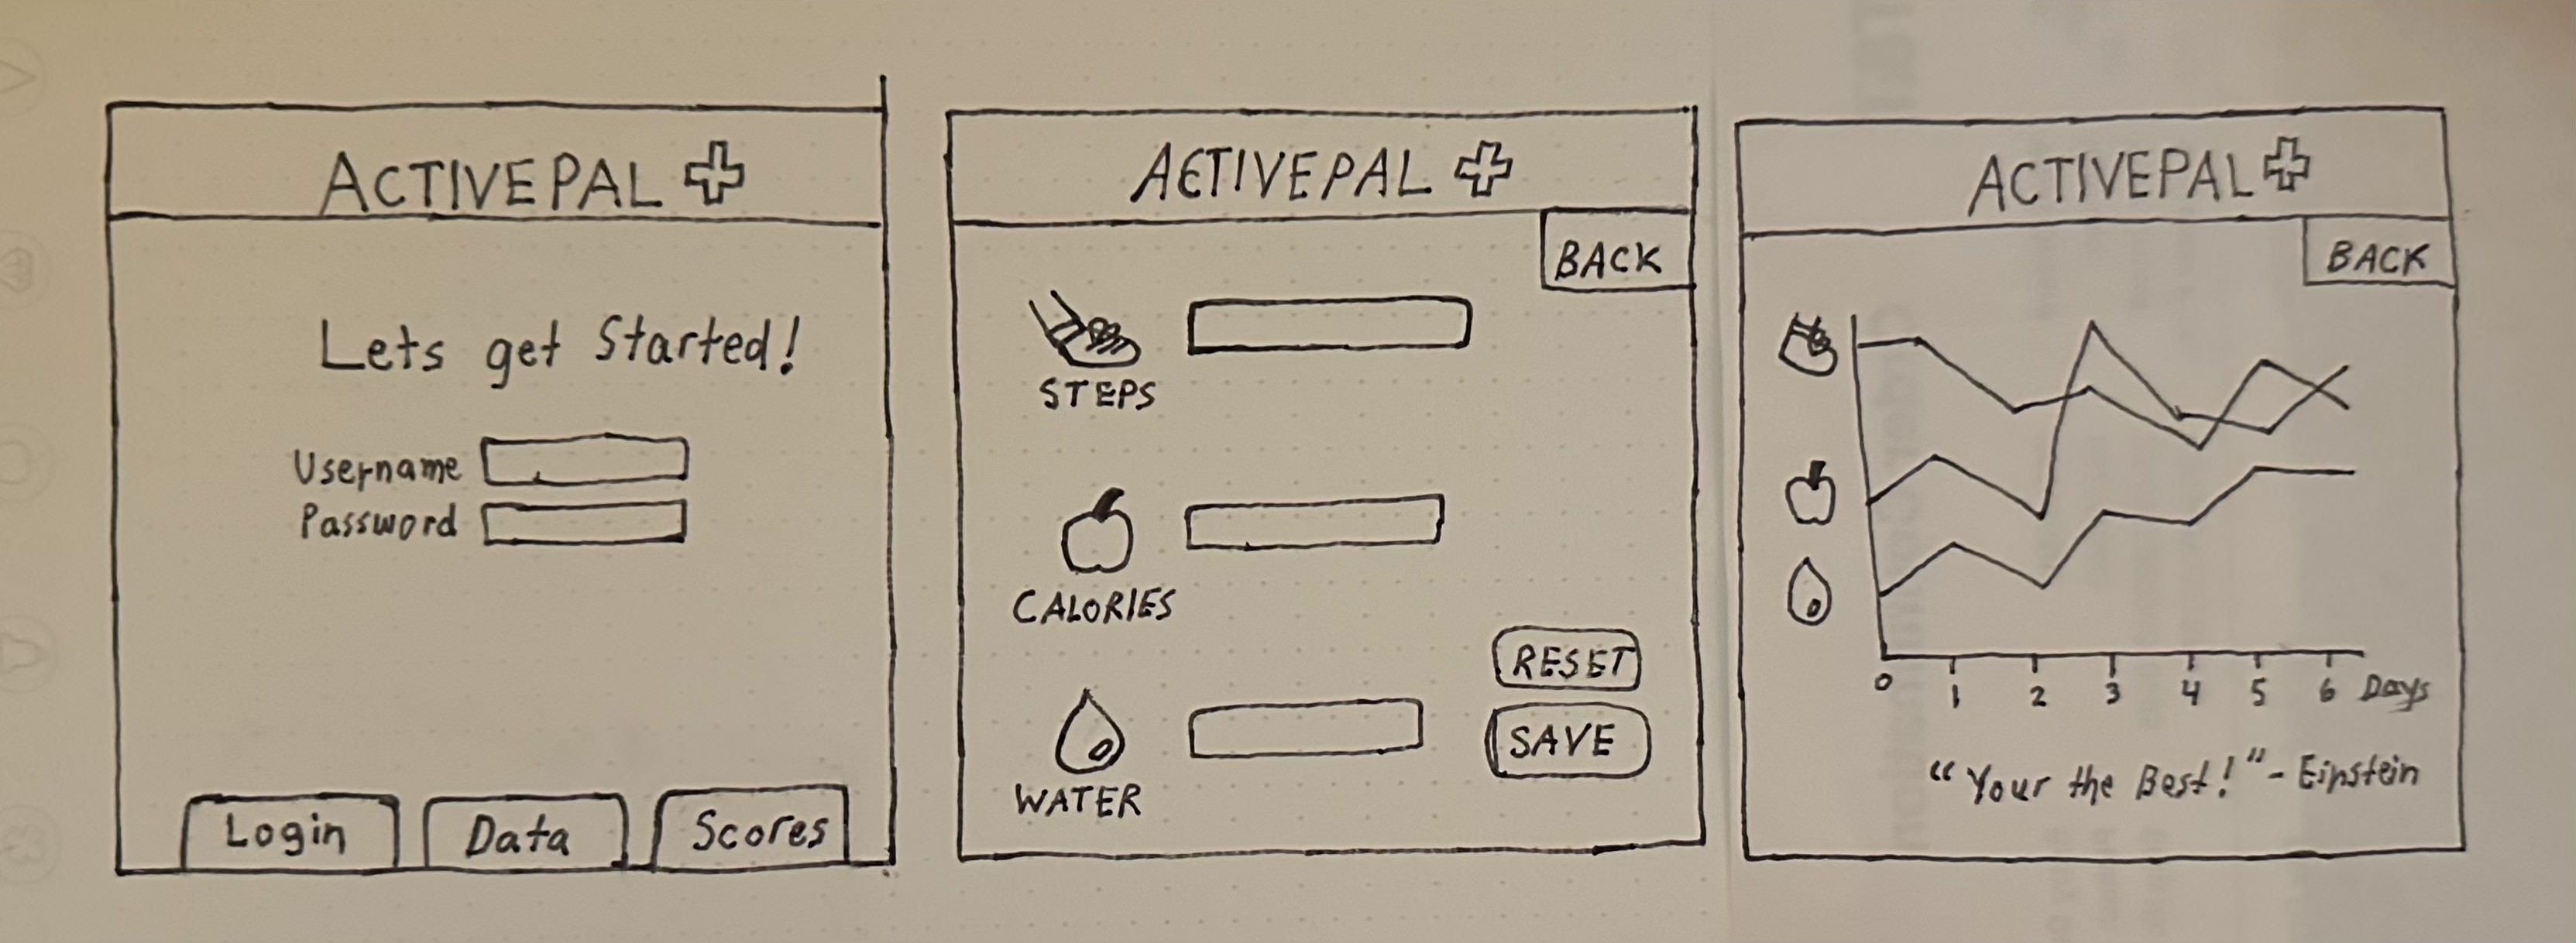 ACTIVEPAL
Lets get Started!
Username
Password
Login
Data
Scores
ACTIVEPAL
BACK
STEPS
CALORIES
RESET
SAVE
WATER
ACTIVEPAL
BACK
0 1 2 3 4 5 6 Days
"Your the Best!" - Einstein